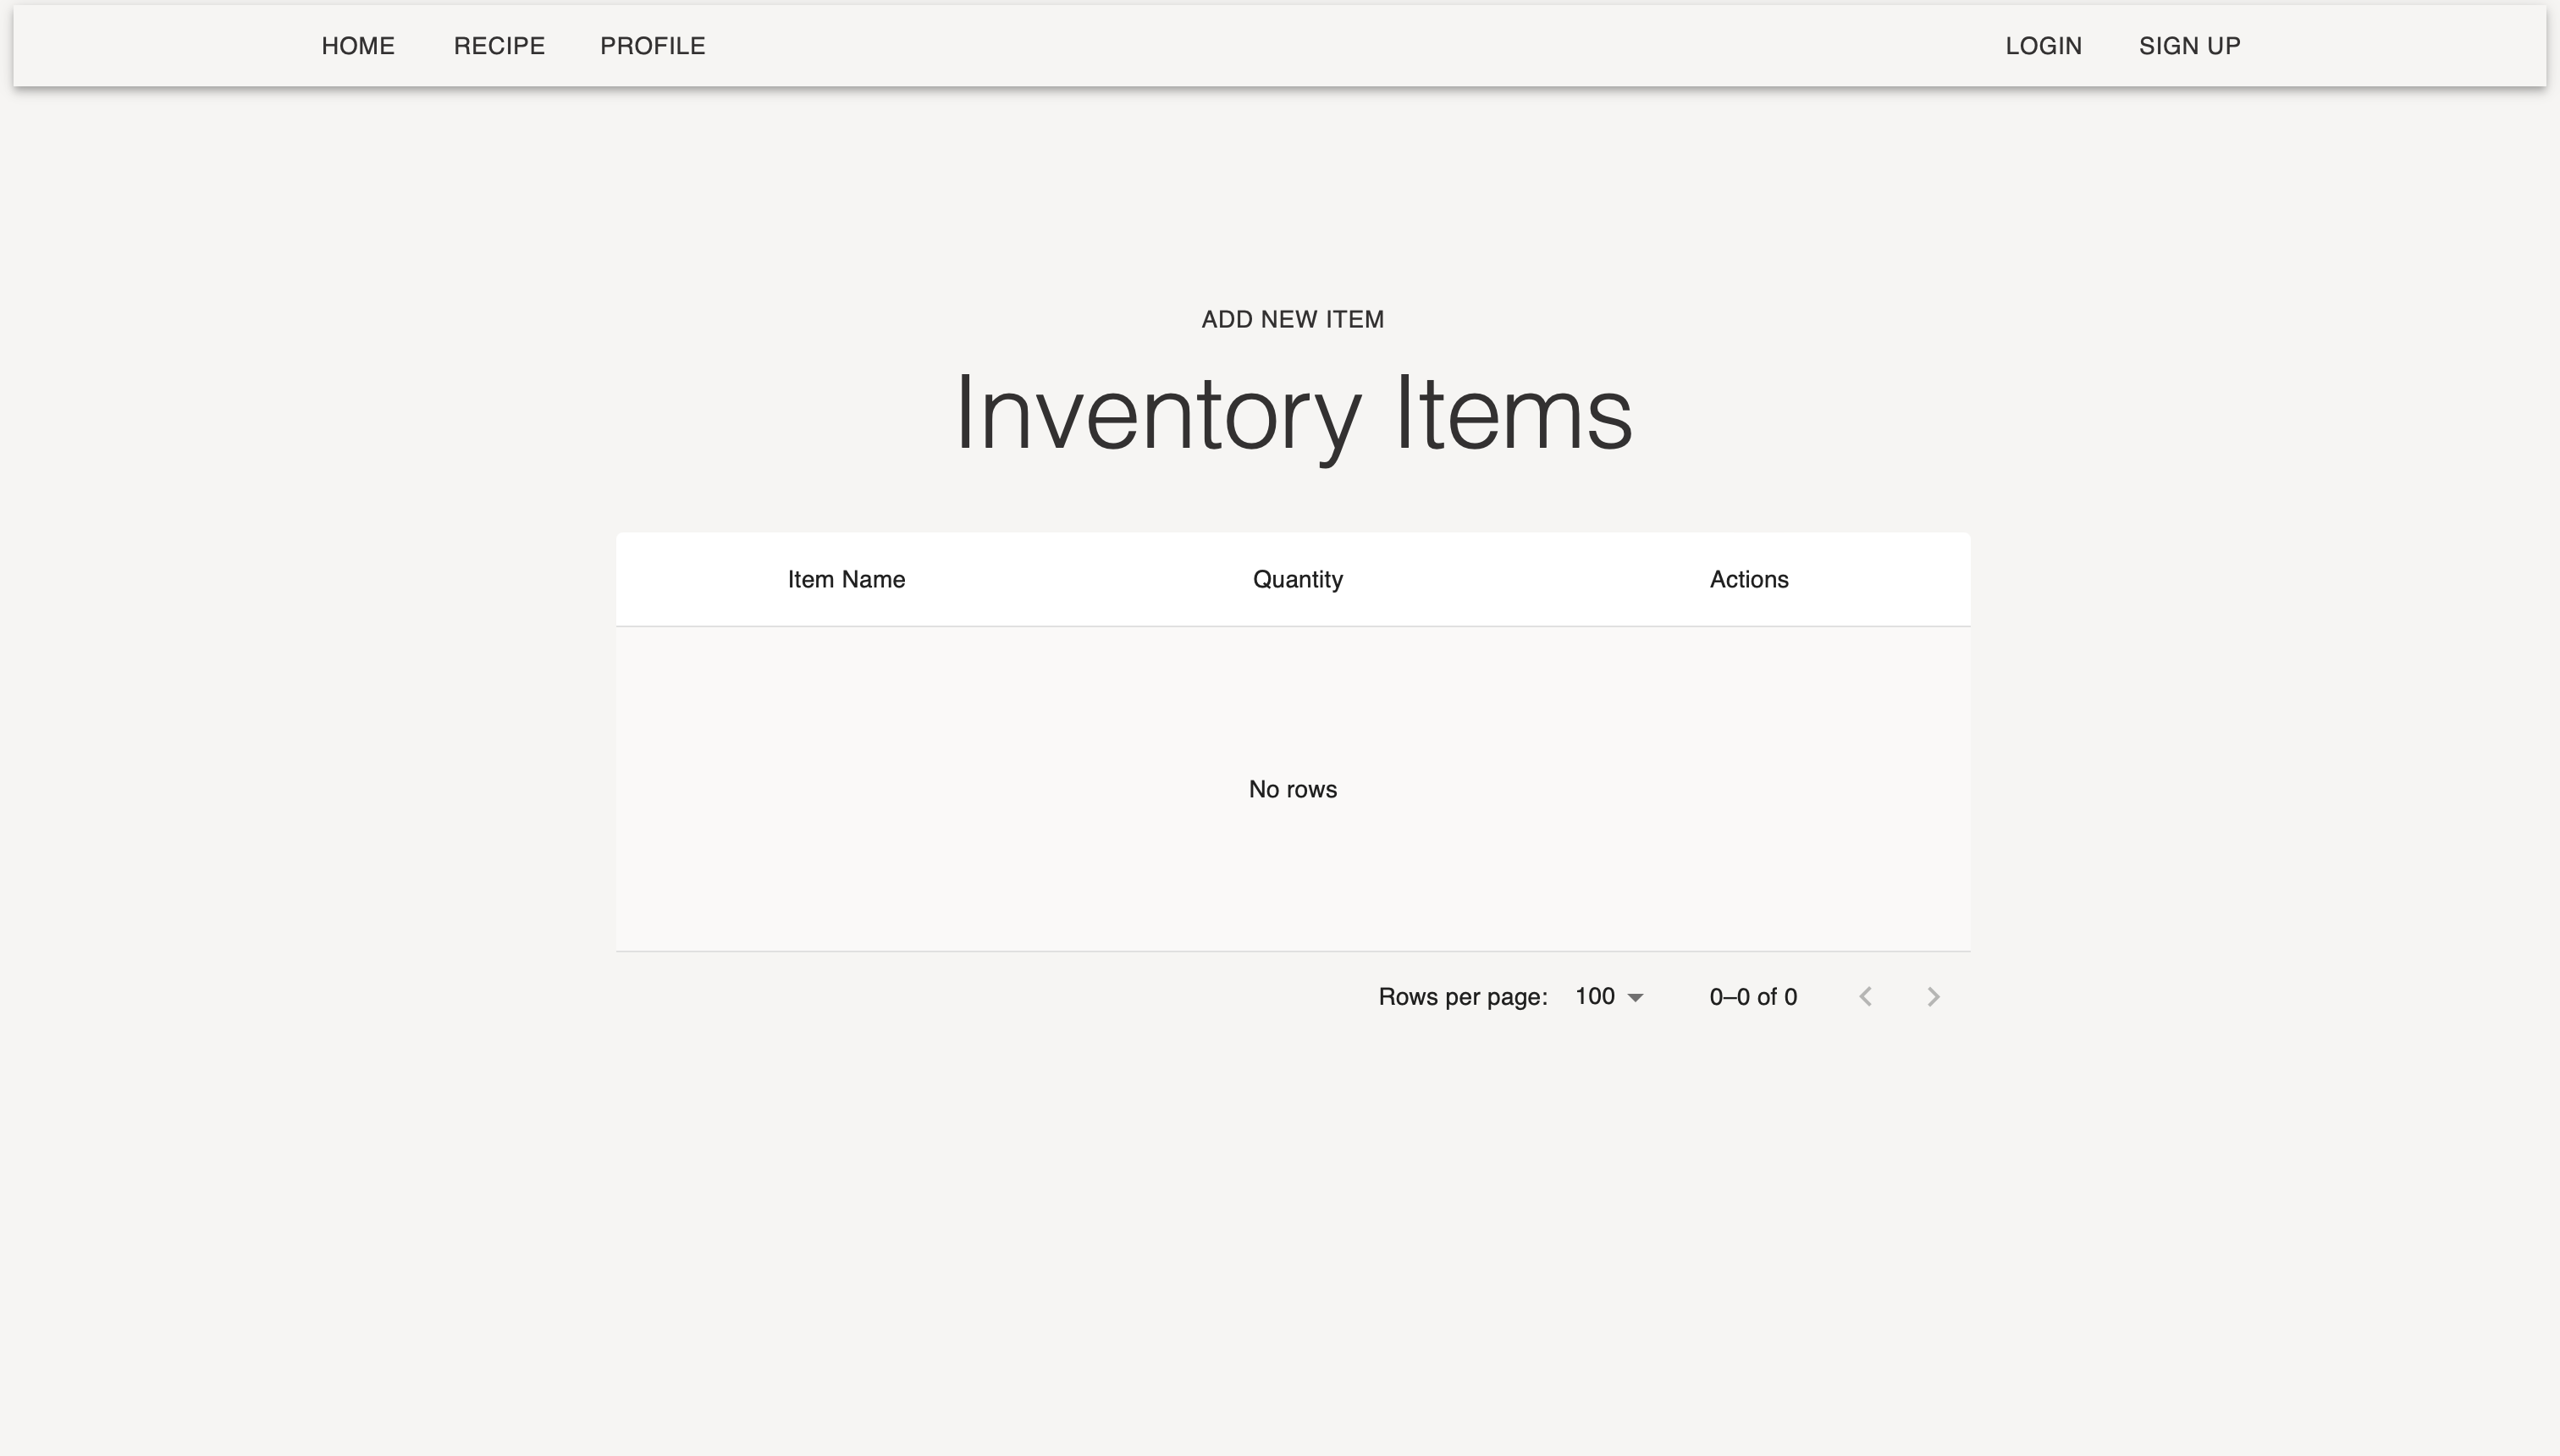 HOME RECIPE PROFILE LOGIN SIGN UP
ADD NEW ITEM
Inventory Items
Item Name Quantity Actions
No rows
Rows per page: 100 0–0 of 0